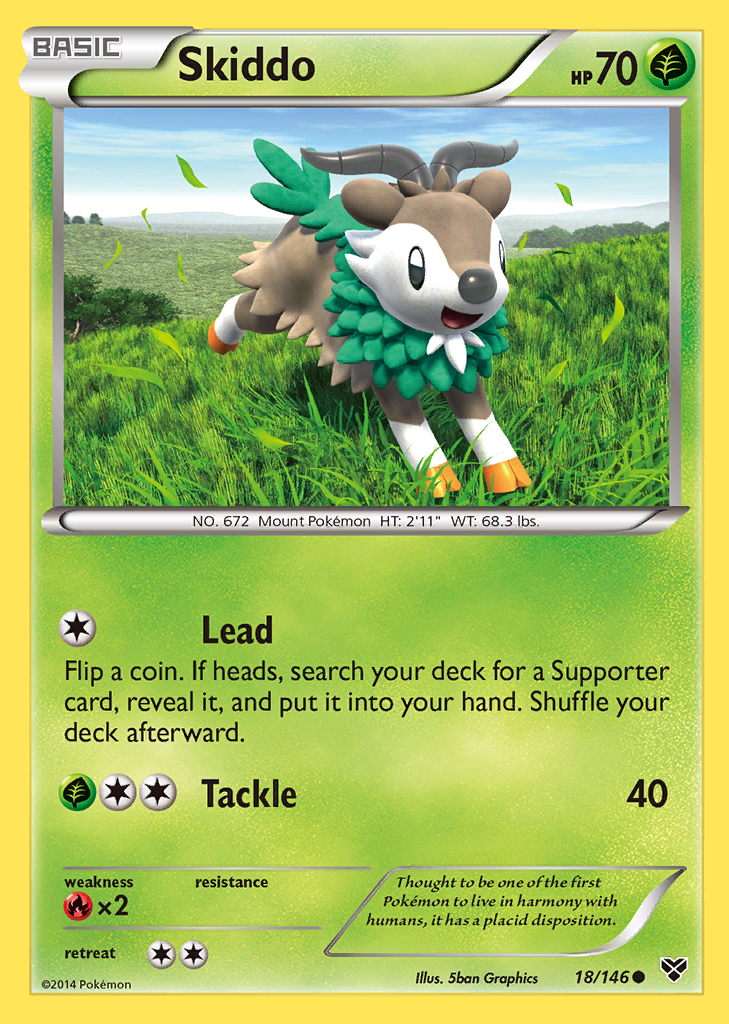 BASIC
Skiddo
HP 70
NO. 672 Mount Pokémon HT: 2'11" WT: 68.3 lbs.
Lead
Flip a coin. If heads, search your deck for a Supporter
card, reveal it, and put it into your hand. Shuffle your
deck afterward.
Tackle 40
weakness resistance
×2
Thought to be one of the first
Pokémon to live in harmony with
humans, it has a placid disposition.
retreat
©2014 Pokémon
Illus. 5ban Graphics 18/146